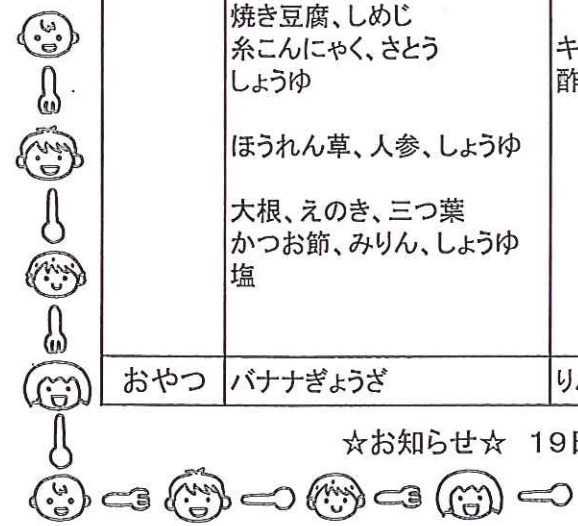 焼き豆腐、しめじ
糸こんにゃく、さとう
しょうゆ
ほうれん草、人参、しょうゆ
大根、えのき、三つ葉
かつお節、みりん、しょうゆ
塩
キ
酢
おやつ バナナぎょうざ り
☆お知らせ☆ 19